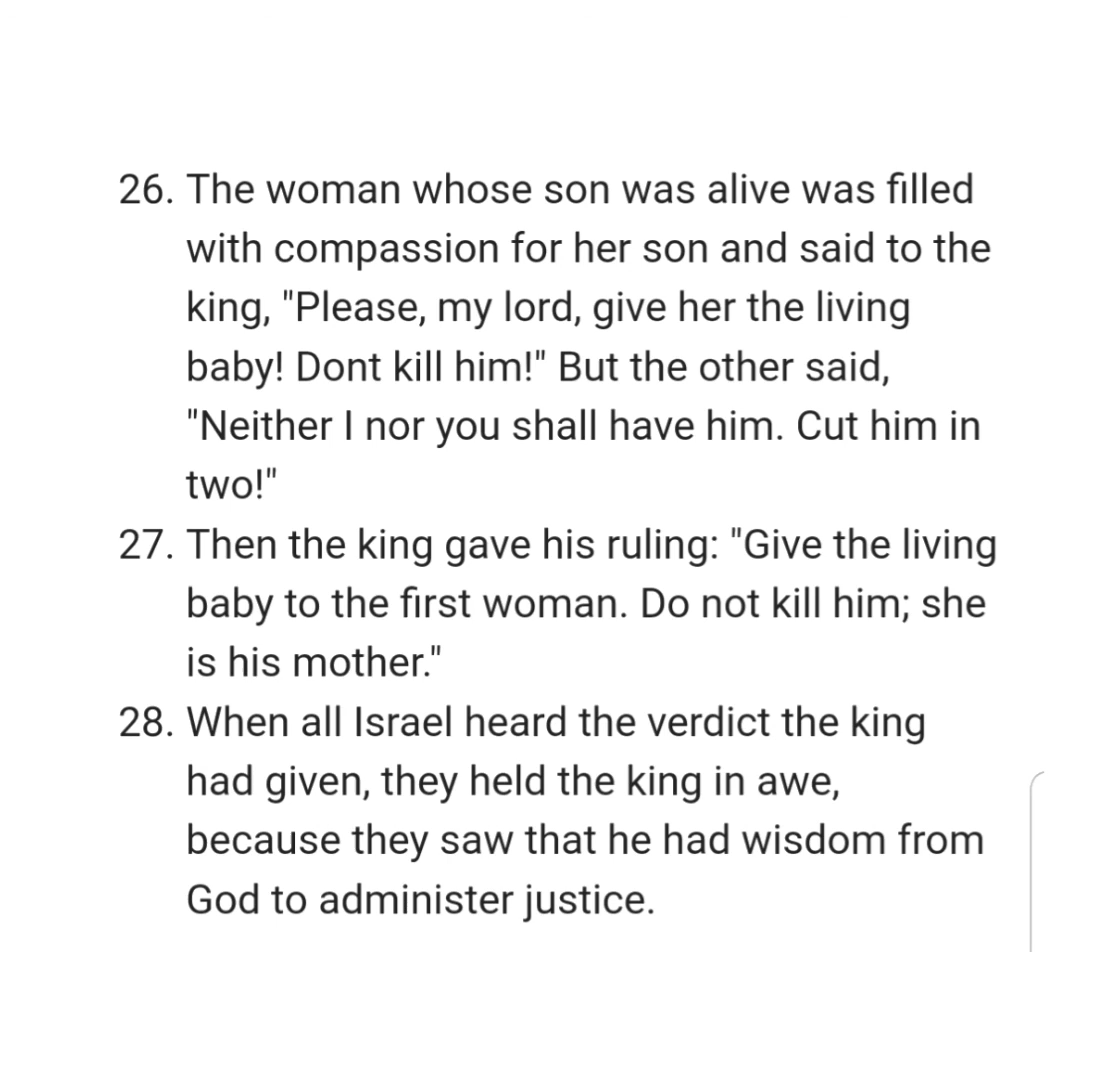 26. The woman whose son was alive was filled
with compassion for her son and said to the
king, "Please, my lord, give her the living
baby! Dont kill him!" But the other said,
"Neither I nor you shall have him. Cut him in
two!"
27. Then the king gave his ruling: "Give the living
baby to the first woman. Do not kill him; she
is his mother."
28. When all Israel heard the verdict the king
had given, they held the king in awe,
because they saw that he had wisdom from
God to administer justice.